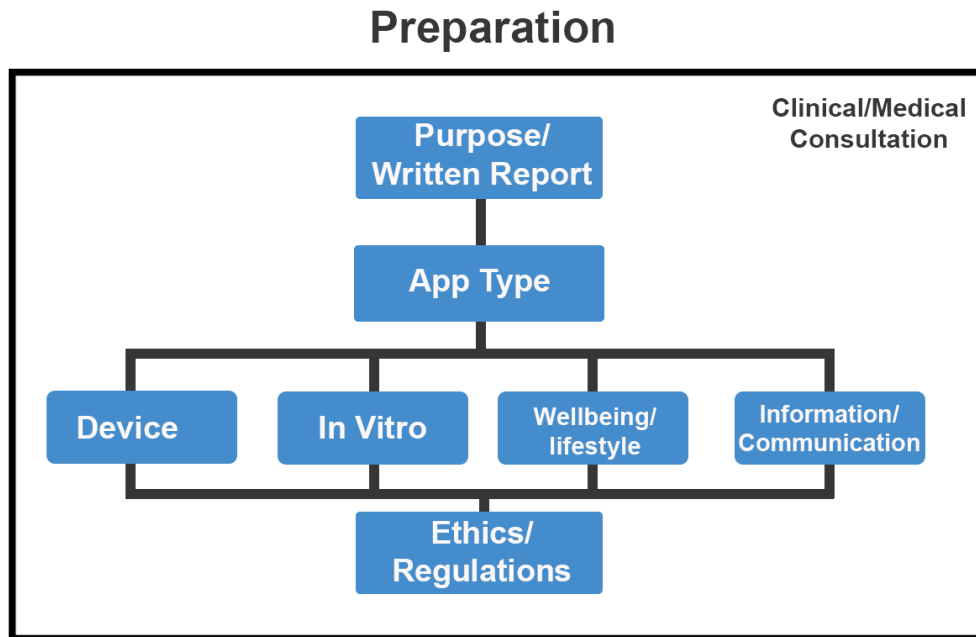 Preparation
Clinical/Medical
Consultation
Purpose/
Written Report
App Type
Device
In Vitro
Wellbeing/
lifestyle
Information/
Communication
Ethics/
Regulations